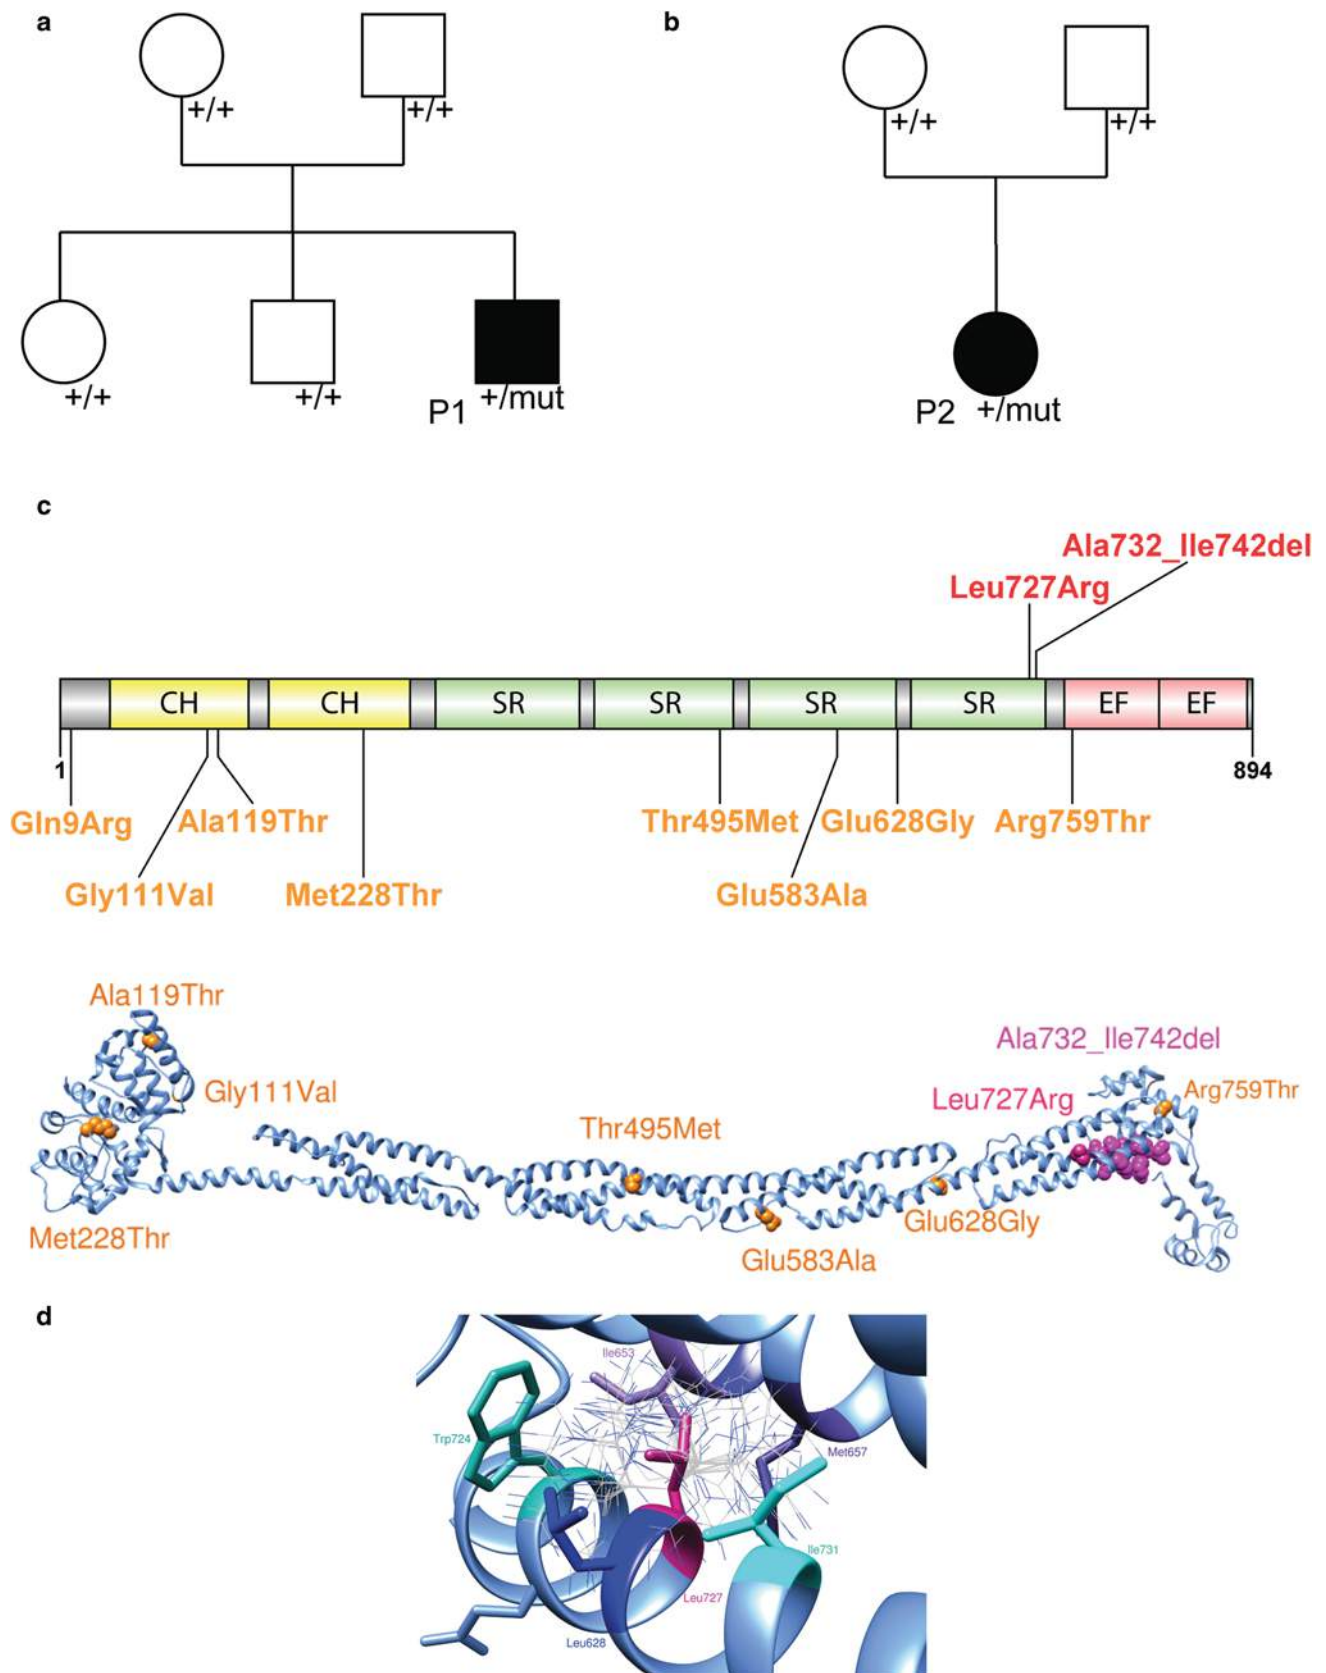 a
b
+/+
+/+
+/+
+/+
+/+
+/+
P1
+/mut
P2
+/mut
c
Ala732_Ile742del
Leu727Arg
CH
CH
SR
SR
SR
SR
EF
EF
1
894
Gln9Arg
Ala119Thr
Thr495Met
Glu628Gly
Arg759Thr
Gly111Val
Met228Thr
Glu583Ala
Ala119Thr
Ala732_Ile742del
Gly111Val
Leu727Arg
Arg759Thr
Thr495Met
Met228Thr
Glu628Gly
Glu583Ala
d
Ile653
Trp724
Met657
Ile731
Leu727
Leu628